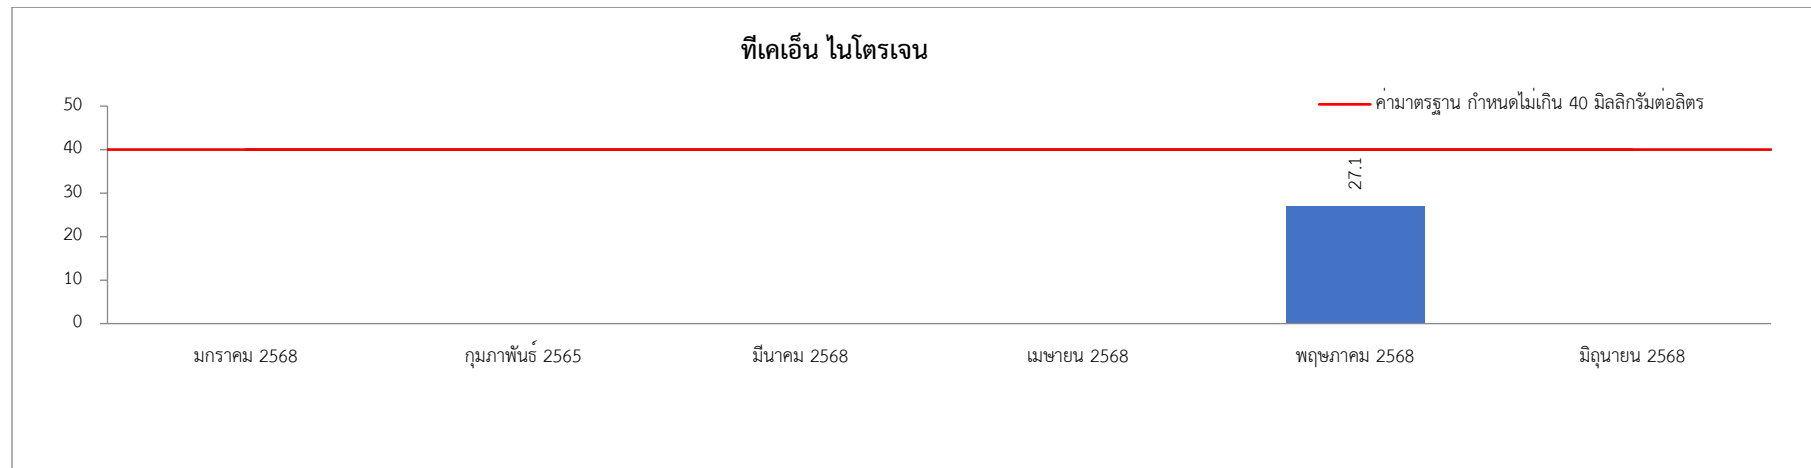 ทีเคเอ็น ไนโตรเจน
ค่ามาตรฐาน กำหนดไม่เกิน 40 มิลลิกรัมต่อลิตร
50
40
30
20
10
0
27.1
มกราคม 2568 กุมภาพันธ์ 2565 มีนาคม 2568 เมษายน 2568 พฤษภาคม 2568 มิถุนายน 2568